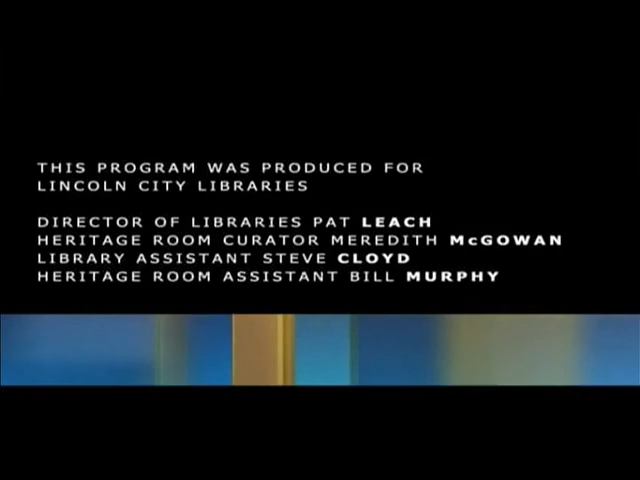 THIS PROGRAM WAS PRODUCED FOR
LINCOLN CITY LIBRARIES
DIRECTOR OF LIBRARIES PAT LEACH
HERITAGE ROOM CURATOR MEREDITH McGOWAN
LIBRARY ASSISTANT STEVE CLOYD
HERITAGE ROOM ASSISTANT BILL MURPHY